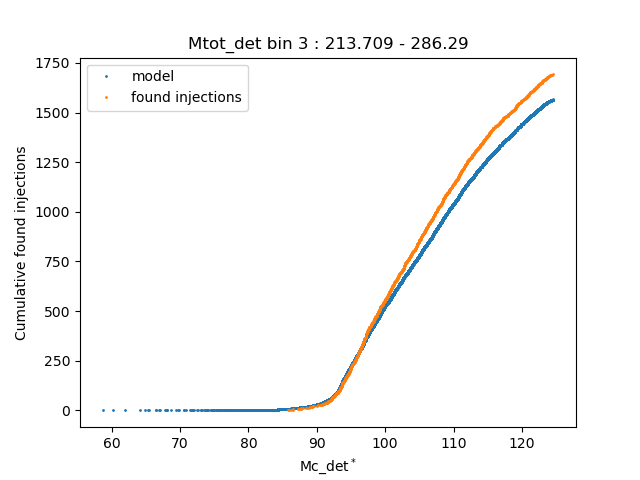 Mtot_det bin 3 : 213.709 - 286.29
model
found injections
Cumulative found injections
1750
1500
1250
1000
750
500
250
0
60 70 80 90 100 110 120
Mc_det*